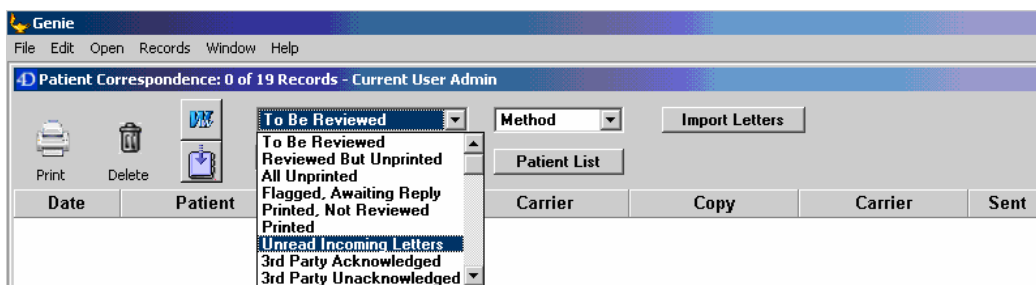 Genie
File Edit Open Records Window Help
Patient Correspondence: 0 of 19 Records - Current User Admin
To Be Reviewed
Method
Import Letters
Print
Delete
Patient List
To Be Reviewed
Reviewed But Unprinted
All Unprinted
Flagged, Awaiting Reply
Printed, Not Reviewed
Printed
Unread Incoming Letters
3rd Party Acknowledged
3rd Party Unacknowledged
Date Patient Carrier Copy Carrier Sent